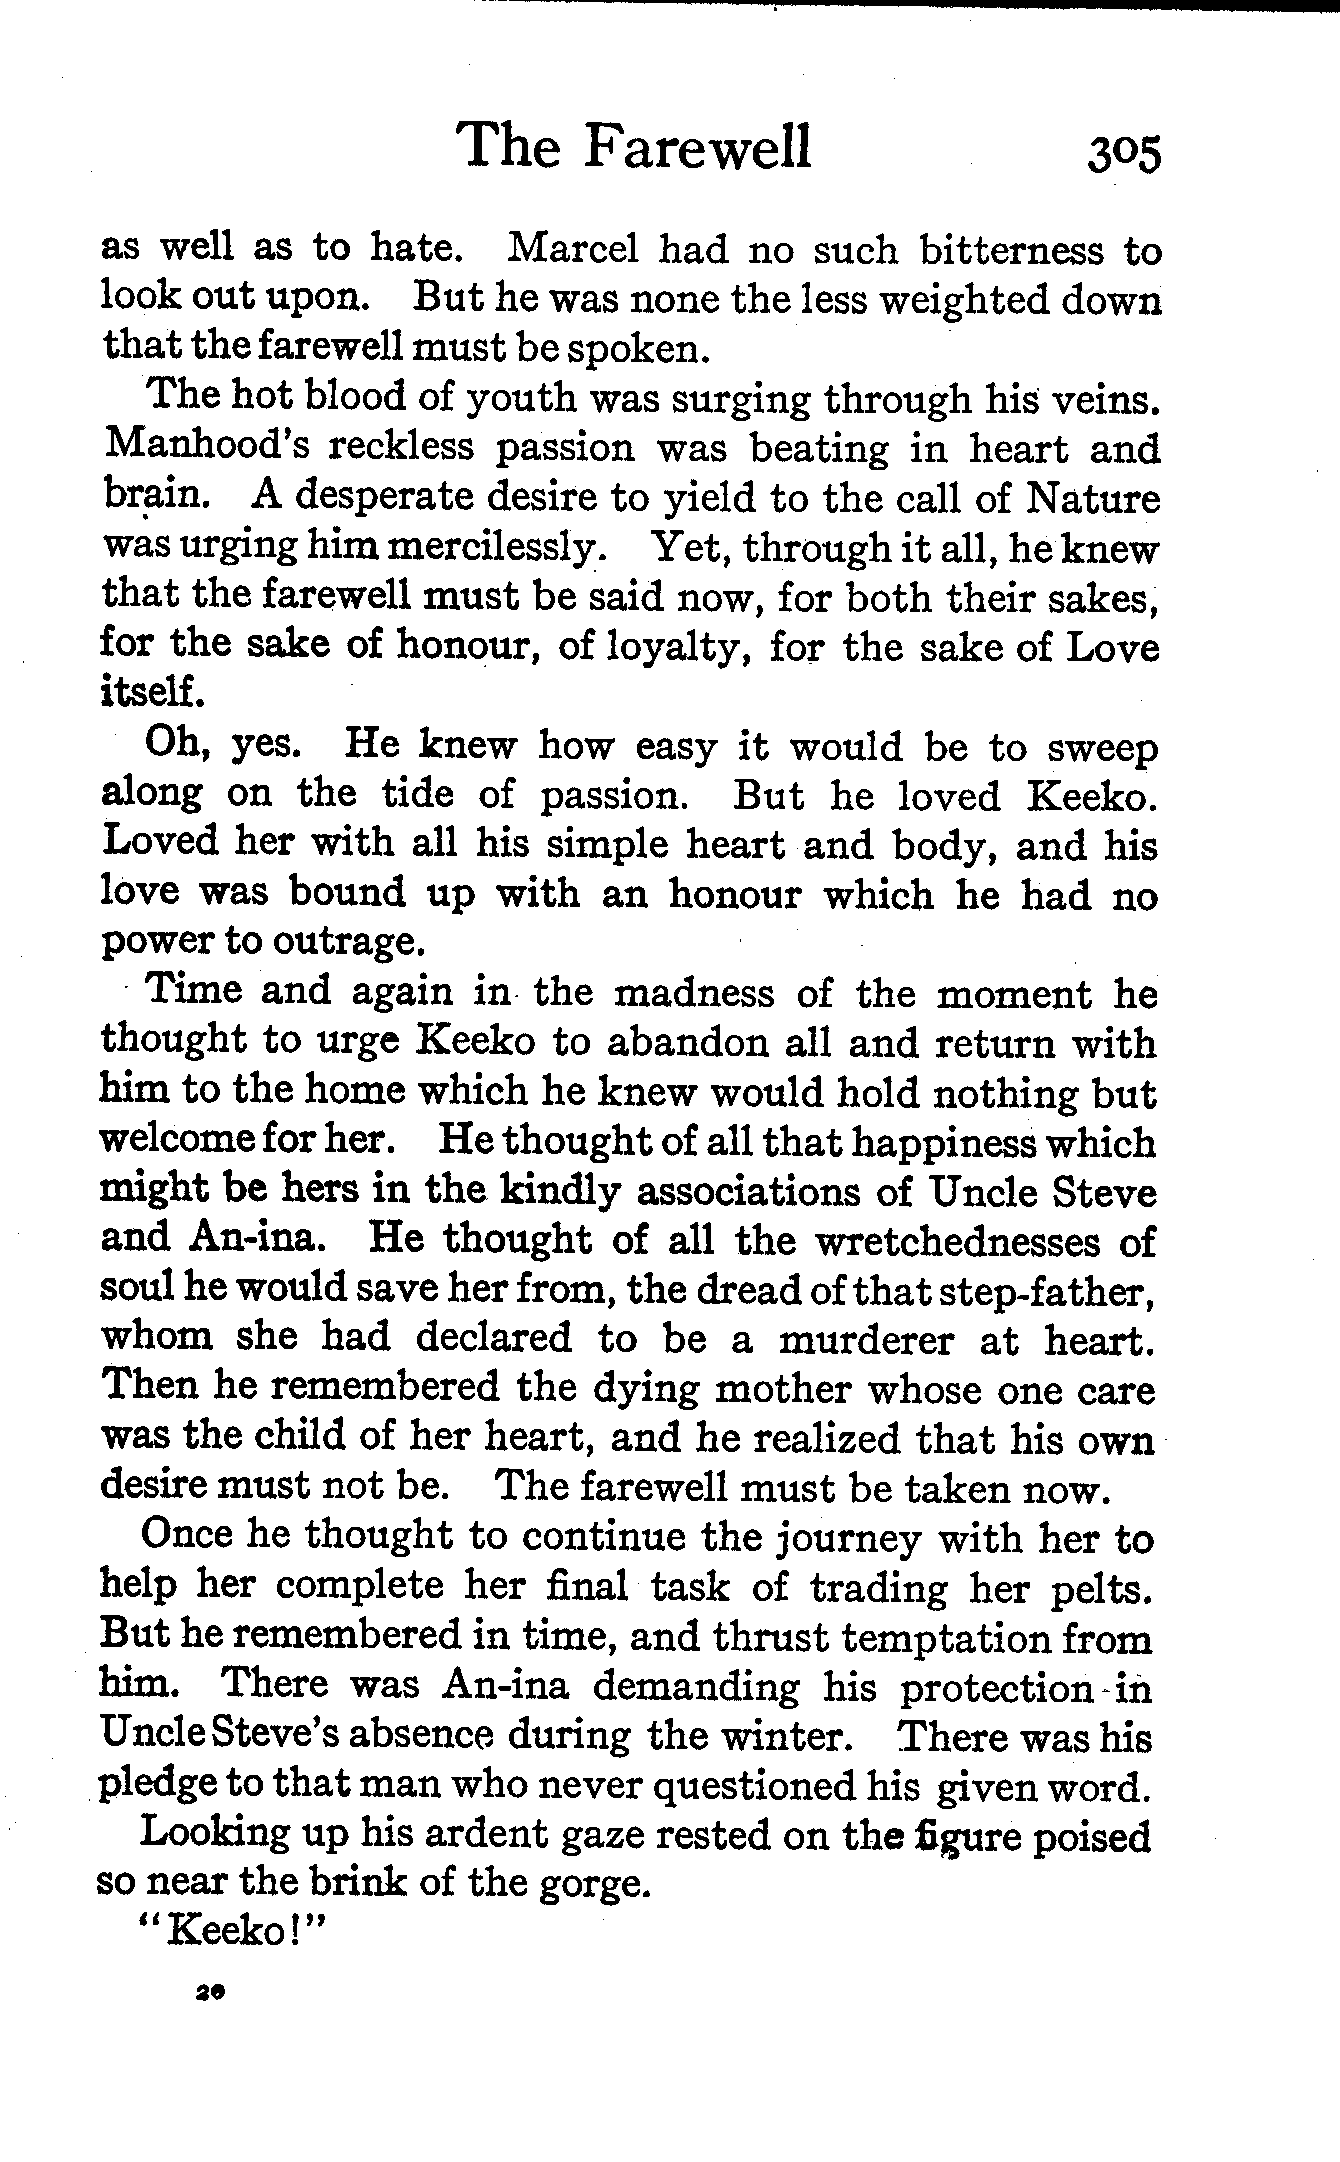 The Farewell 305
as well as to hate. Marcel had no such bitterness to
look out upon. But he was none the less weighted down
that the farewell must be spoken.
The hot blood of youth was surging through his veins.
Manhood's reckless passion was beating in heart and
brain. A desperate desire to yield to the call of Nature
was urging him mercilessly. Yet, through it all, he knew
that the farewell must be said now, for both their sakes,
for the sake of honour, of loyalty, for the sake of Love
itself.
Oh, yes. He knew how easy it would be to sweep
along on the tide of passion. But he loved Keeko.
Loved her with all his simple heart and body, and his
love was bound up with an honour which he had no
power to outrage.
Time and again in the madness of the moment he
thought to urge Keeko to abandon all and return with
him to the home which he knew would hold nothing but
welcome for her. He thought of all that happiness which
might be hers in the kindly associations of Uncle Steve
and An-ina. He thought of all the wretchednesses of
soul he would save her from, the dread of that step-father,
whom she had declared to be a murderer at heart.
Then he remembered the dying mother whose one care
was the child of her heart, and he realized that his own
desire must not be. The farewell must be taken now.
Once he thought to continue the journey with her to
help her complete her final task of trading her pelts.
But he remembered in time, and thrust temptation from
him. There was An-ina demanding his protection in
Uncle Steve's absence during the winter. There was his
pledge to that man who never questioned his given word.
Looking up his ardent gaze rested on the figure poised
so near the brink of the gorge.
"Keeko!"
20